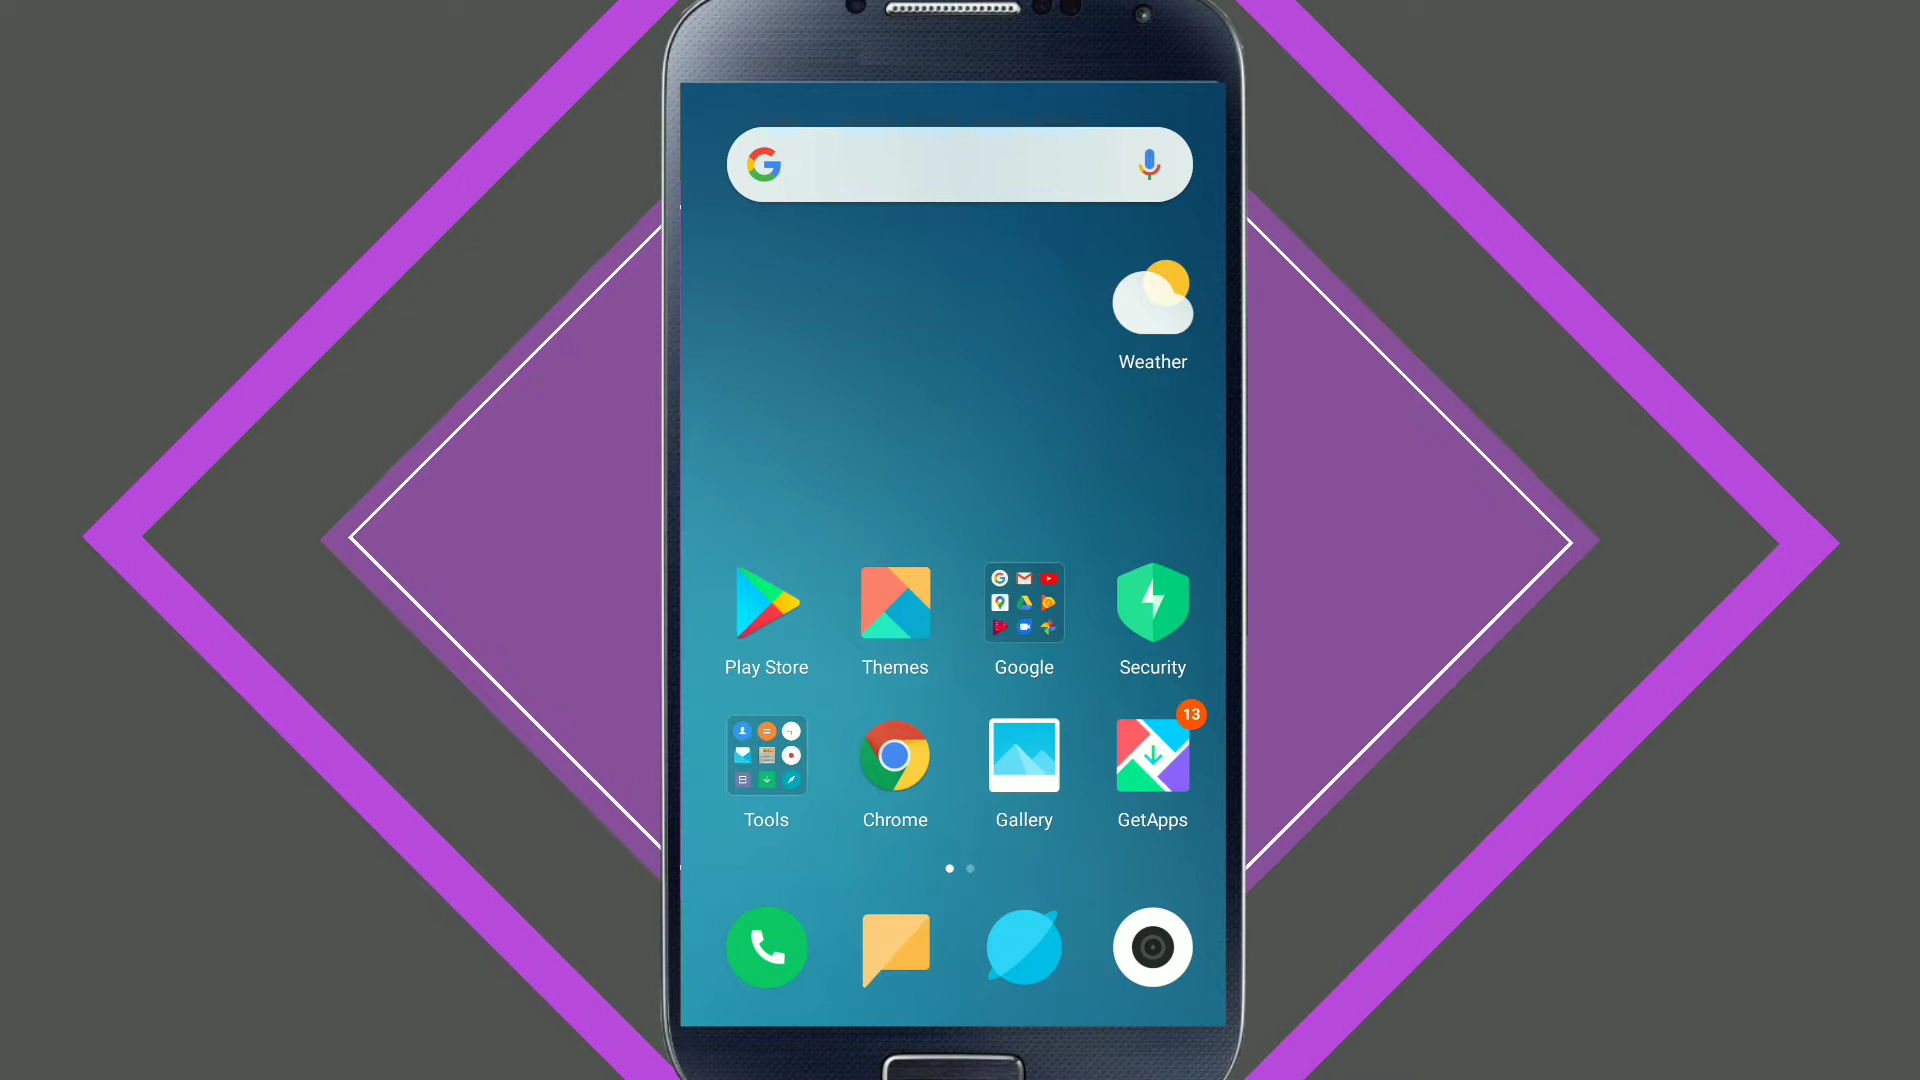 Weather
Play Store
Themes
Google
Security
13
Tools
Chrome
Gallery
GetApps